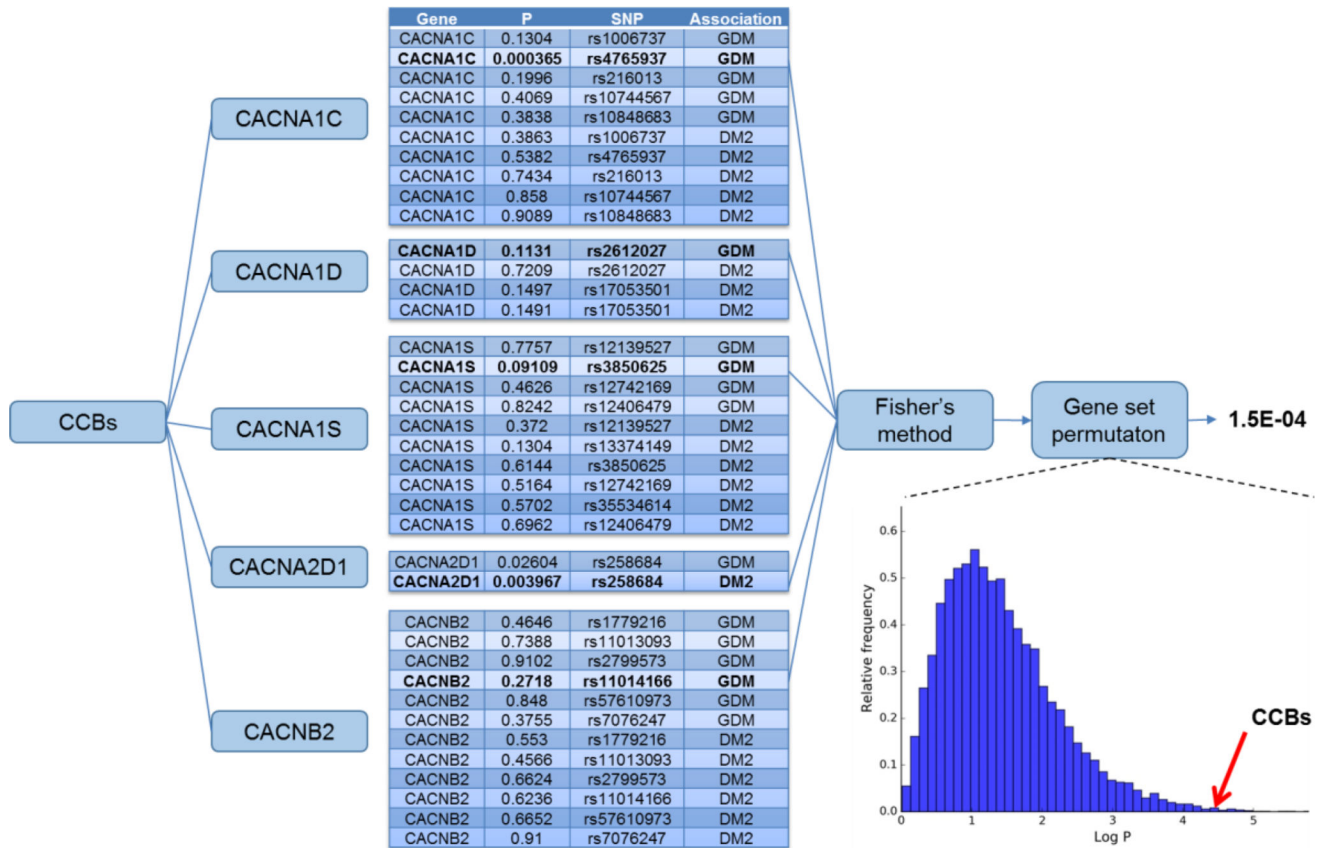 Gene P SNP Association
CACNA1C 0.1304 rs1006737 GDM
CACNA1C 0.000365 rs4765937 GDM
CACNA1C 0.1996 rs216013 GDM
CACNA1C 0.4069 rs10744567 GDM
CACNA1C 0.3838 rs10848683 GDM
CACNA1C 0.3863 rs1006737 DM2
CACNA1C 0.5382 rs4765937 DM2
CACNA1C 0.7434 rs216013 DM2
CACNA1C 0.858 rs10744567 DM2
CACNA1C 0.9089 rs10848683 DM2
CACNA1D 0.1131 rs2612027 GDM
CACNA1D 0.7209 rs2612027 DM2
CACNA1D 0.1497 rs17053501 DM2
CACNA1D 0.1491 rs17053501 DM2
CACNA1S 0.7757 rs12139527 GDM
CACNA1S 0.09109 rs3850625 GDM
CACNA1S 0.4626 rs12742169 GDM
CACNA1S 0.8242 rs12406479 GDM
CACNA1S 0.372 rs12139527 DM2
CACNA1S 0.1304 rs13374149 DM2
CACNA1S 0.6144 rs3850625 DM2
CACNA1S 0.5164 rs12742169 DM2
CACNA1S 0.5702 rs35534614 DM2
CACNA1S 0.6962 rs12406479 DM2
CACNA2D1 0.02604 rs258684 GDM
CACNA2D1 0.003967 rs258684 DM2
CACNB2 0.4646 rs1779216 GDM
CACNB2 0.7388 rs11013093 GDM
CACNB2 0.9102 rs2799573 GDM
CACNB2 0.2718 rs11014166 GDM
CACNB2 0.848 rs57610973 GDM
CACNB2 0.3755 rs7076247 GDM
CACNB2 0.553 rs1779216 DM2
CACNB2 0.4566 rs11013093 DM2
CACNB2 0.6624 rs2799573 DM2
CACNB2 0.6236 rs11014166 DM2
CACNB2 0.6652 rs57610973 DM2
CACNB2 0.91 rs7076247 DM2
CCBs
CACNA1C
CACNA1D
CACNA1S
CACNA2D1
CACNB2
Fisher's
method
Gene set
permutaton
1.5E-04
Relative frequency
0.6
0.5
0.4
0.3
0.2
0.1
0.0
0 1 2 3 4 5
Log P
CCBs